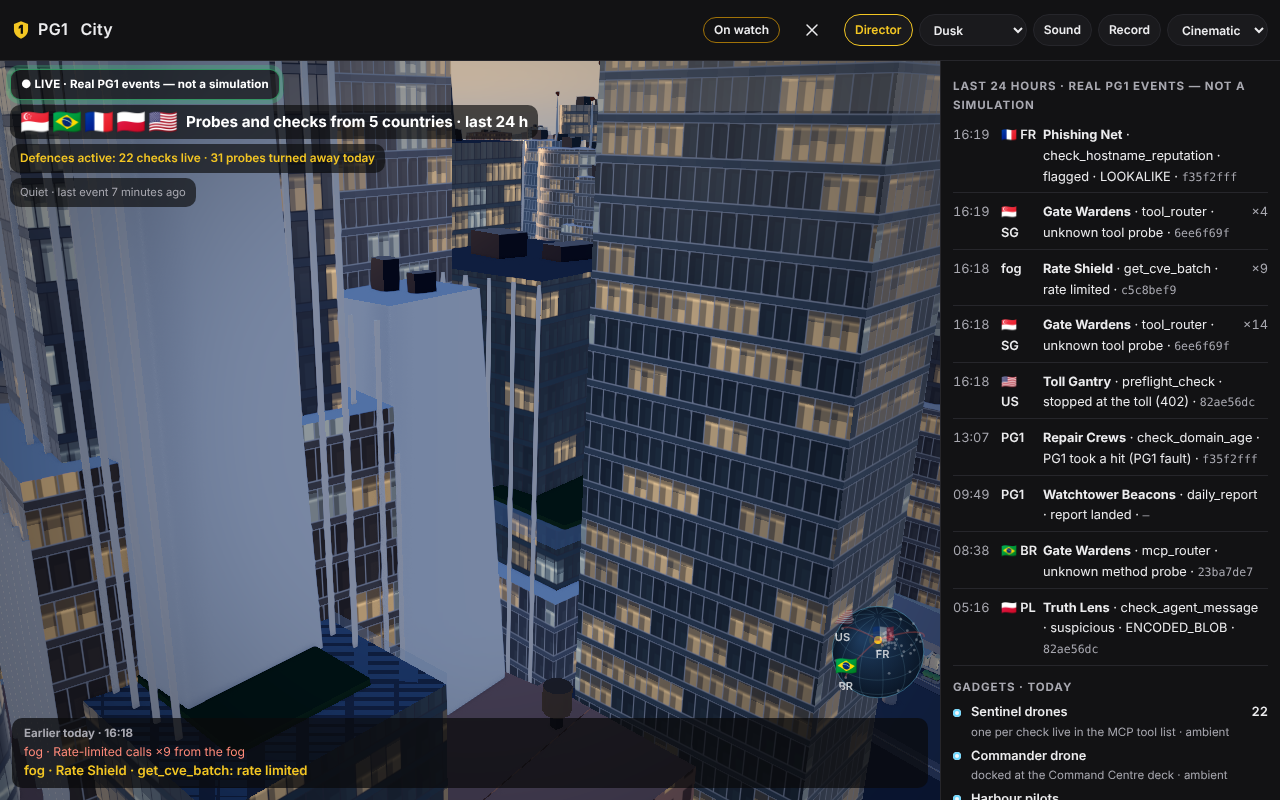 PG1 City
On watch
Director
Dusk
Sound
Record
Cinematic
LIVE · Real PG1 events — not a simulation
Probes and checks from 5 countries · last 24 h
Defences active: 22 checks live · 31 probes turned away today
Quiet · last event 7 minutes ago
US
FR
BR
Earlier today · 16:18
fog · Rate-limited calls ×9 from the fog
fog · Rate Shield · get_cve_batch: rate limited
LAST 24 HOURS · REAL PG1 EVENTS — NOT A
SIMULATION
16:19 🇫🇷 FR Phishing Net ·
check_hostname_reputation ·
flagged · LOOKALIKE · f35f2fff
16:19 🇸🇬 Gate Wardens · tool_router · ×4
SG unknown tool probe · 6ee6f69f
16:18 fog Rate Shield · get_cve_batch · ×9
rate limited · c5c8bef9
16:18 🇸🇬 Gate Wardens · tool_router · ×14
SG unknown tool probe · 6ee6f69f
16:18 🇺🇸 Toll Gantry · preflight_check ·
US stopped at the toll (402) · 82ae56dc
13:07 PG1 Repair Crews · check_domain_age ·
PG1 took a hit (PG1 fault) · f35f2fff
09:49 PG1 Watchtower Beacons · daily_report
· report landed · —
08:38 🇧🇷 BR Gate Wardens · mcp_router ·
unknown method probe · 23ba7de7
05:16 🇵🇱 PL Truth Lens · check_agent_message
· suspicious · ENCODED_BLOB ·
82ae56dc
GADGETS · TODAY
Sentinel drones 22
one per check live in the MCP tool list · ambient
Commander drone
docked at the Command Centre deck · ambient
Harbour pilots